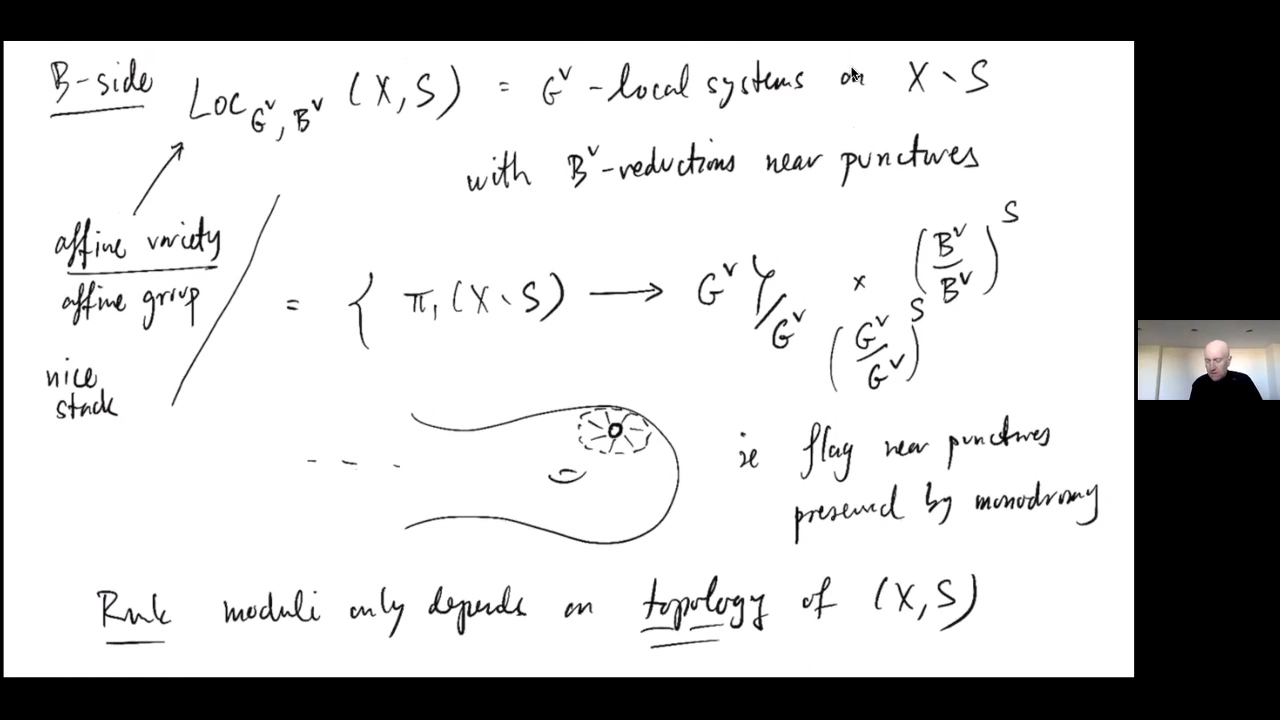 B-side Loc_{G^∨, B^∨} (X, S) = G^∨-local systems on X∖S
with B^∨-reductions near punctures
affine variety
affine group
nice
stack
= { π₁(X∖S) ⟶ G^∨ } / G^∨ × _{(G^∨/G^∨)^S} (B^∨/B^∨)^S
ie flag near punctures
preserved by monodromy
Rmk moduli only depends on topology of (X, S)